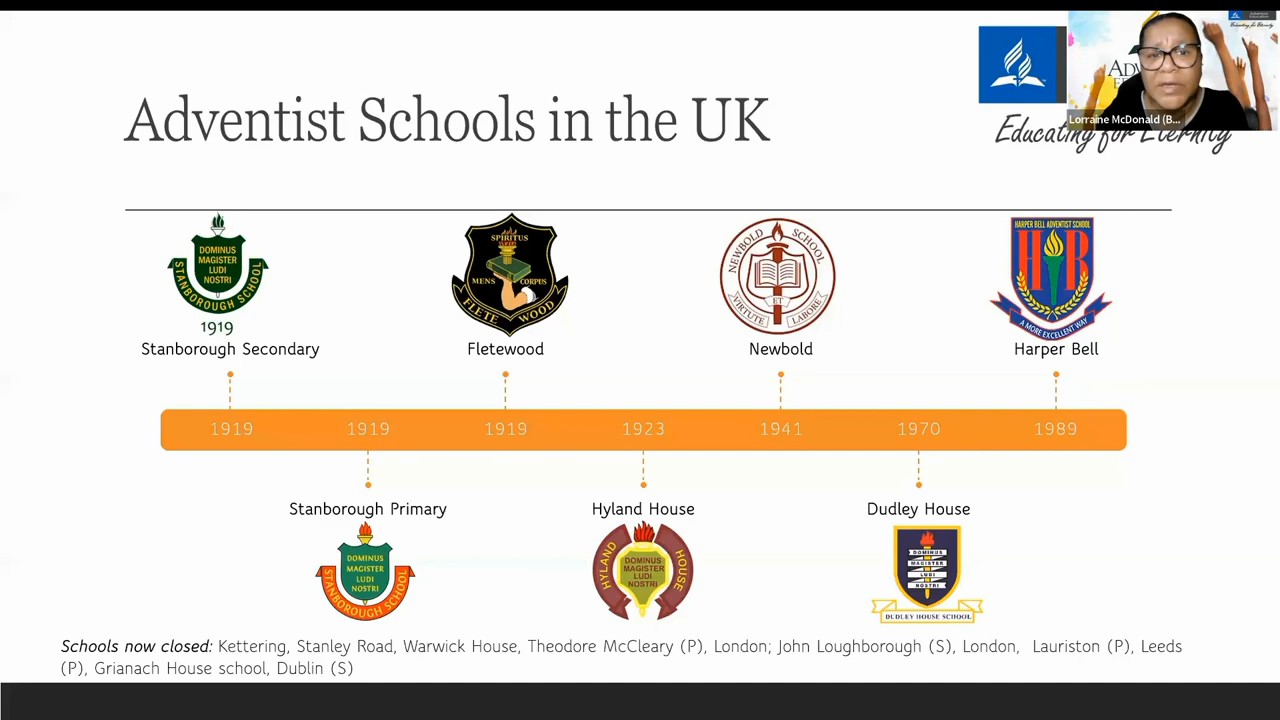 Adventist Schools in the UK
Educating for Eternity
Lorraine McDonald (B...
DOMINUS
MAGISTER
LUDI
NOSTRI
STANBOROUGH SCHOOL
1919
Stanborough Secondary
SPIRITUS
MENS CORPUS
FLETEWOOD
Fletewood
NEWBOLD SCHOOL
VIRTUTE ET LABORE
Newbold
HARPER BELL ADVENTIST SCHOOL
H B
A MORE EXCELLENT WAY
Harper Bell
1919 1919 1919 1923 1941 1970 1989
Stanborough Primary
DOMINUS
MAGISTER
LUDI
NOSTRI
STANBOROUGH SCHOOL
Hyland House
HYLAND HOUSE
DOMINUS
MAGISTER
LUDI
NOSTRI
Dudley House
DOMINUS
MAGISTER
LUDI
NOSTRI
DUDLEY HOUSE SCHOOL
Schools now closed: Kettering, Stanley Road, Warwick House, Theodore McCleary (P), London; John Loughborough (S), London, Lauriston (P), Leeds
(P), Grianach House school, Dublin (S)